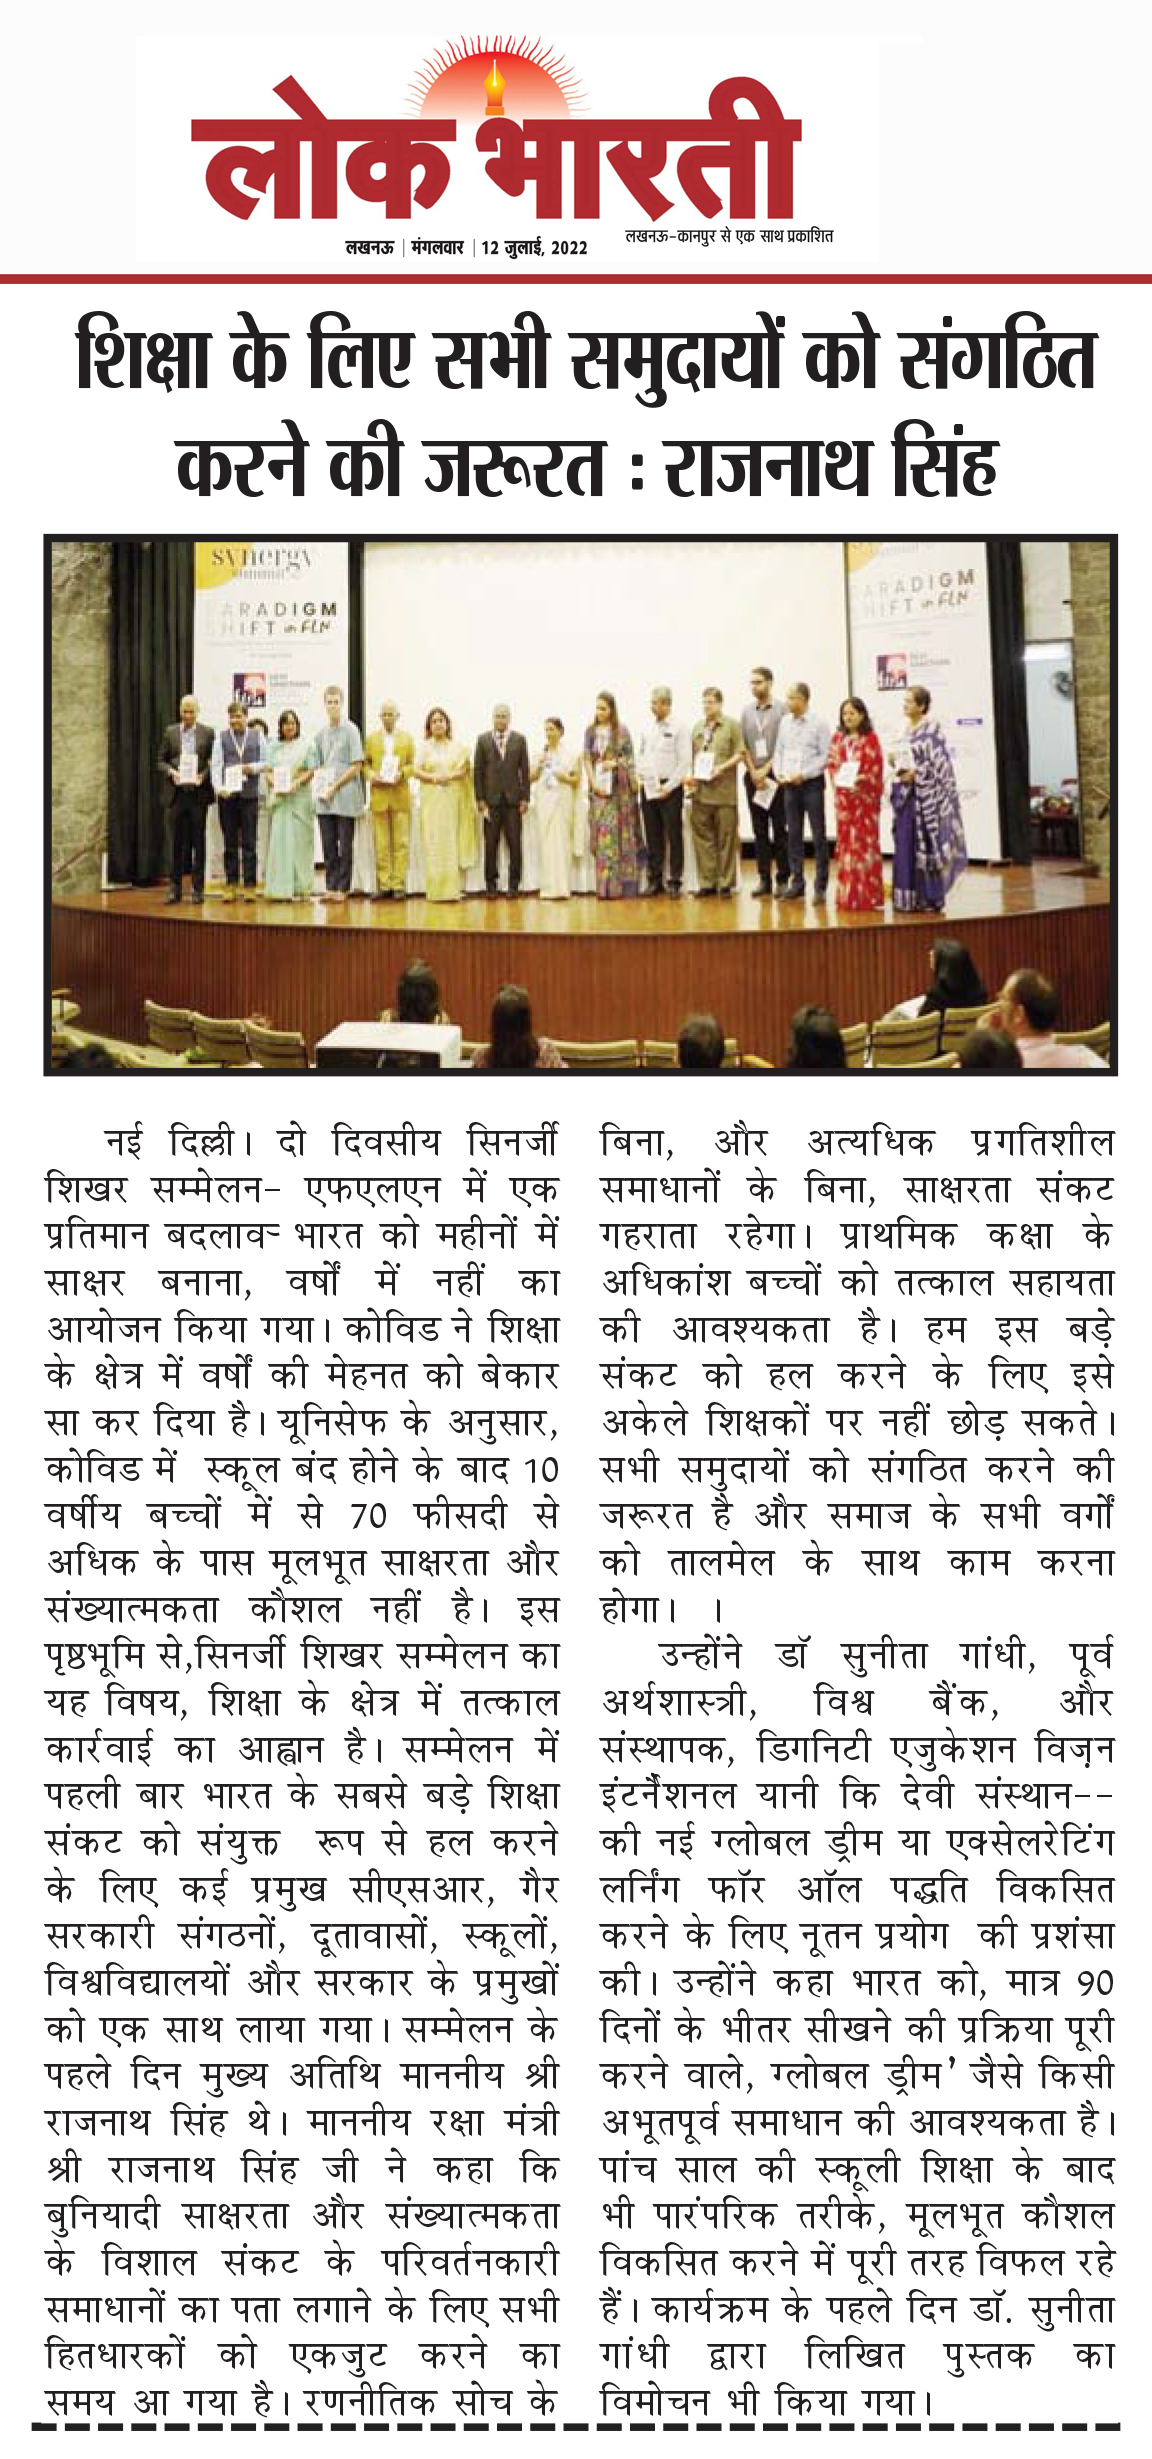 लोक भारती
लखनऊ | मंगलवार | 12 जुलाई, 2022
लखनऊ-कानपुर से एक साथ प्रकाशित
शिक्षा के लिए सभी समुदायों को संगठित
करने की जरूरत : राजनाथ सिंह
synergy
summit
PARADIGM
SHIFT in FLN
PARADIGM
SHIFT in FLN
नई दिल्ली। दो दिवसीय सिनर्जी
शिखर सम्मेलन- एफएलएन में एक
प्रतिमान बदलाव- भारत को महीनों में
साक्षर बनाना, वर्षों में नहीं का
आयोजन किया गया। कोविड ने शिक्षा
के क्षेत्र में वर्षों की मेहनत को बेकार
सा कर दिया है। यूनिसेफ के अनुसार,
कोविड में स्कूल बंद होने के बाद 10
वर्षीय बच्चों में से 70 फीसदी से
अधिक के पास मूलभूत साक्षरता और
संख्यात्मकता कौशल नहीं है। इस
पृष्ठभूमि से,सिनर्जी शिखर सम्मेलन का
यह विषय, शिक्षा के क्षेत्र में तत्काल
कार्रवाई का आह्वान है। सम्मेलन में
पहली बार भारत के सबसे बड़े शिक्षा
संकट को संयुक्त रूप से हल करने
के लिए कई प्रमुख सीएसआर, गैर
सरकारी संगठनों, दूतावासों, स्कूलों,
विश्वविद्यालयों और सरकार के प्रमुखों
को एक साथ लाया गया। सम्मेलन के
पहले दिन मुख्य अतिथि माननीय श्री
राजनाथ सिंह थे। माननीय रक्षा मंत्री
श्री राजनाथ सिंह जी ने कहा कि
बुनियादी साक्षरता और संख्यात्मकता
के विशाल संकट के परिवर्तनकारी
समाधानों का पता लगाने के लिए सभी
हितधारकों को एकजुट करने का
समय आ गया है। रणनीतिक सोच के
बिना, और अत्यधिक प्रगतिशील
समाधानों के बिना, साक्षरता संकट
गहराता रहेगा। प्राथमिक कक्षा के
अधिकांश बच्चों को तत्काल सहायता
की आवश्यकता है। हम इस बड़े
संकट को हल करने के लिए इसे
अकेले शिक्षकों पर नहीं छोड़ सकते।
सभी समुदायों को संगठित करने की
जरूरत है और समाज के सभी वर्गों
को तालमेल के साथ काम करना
होगा। ।
उन्होंने डॉ सुनीता गांधी, पूर्व
अर्थशास्त्री, विश्व बैंक, और
संस्थापक, डिगनिटी एजुकेशन विज़न
इंटर्नैशनल यानी कि देवी संस्थान--
की नई ग्लोबल ड्रीम या एक्सेलरेटिंग
लर्निंग फॉर ऑल पद्धति विकसित
करने के लिए नूतन प्रयोग की प्रशंसा
की। उन्होंने कहा भारत को, मात्र 90
दिनों के भीतर सीखने की प्रक्रिया पूरी
करने वाले, ग्लोबल ड्रीम' जैसे किसी
अभूतपूर्व समाधान की आवश्यकता है।
पांच साल की स्कूली शिक्षा के बाद
भी पारंपरिक तरीके, मूलभूत कौशल
विकसित करने में पूरी तरह विफल रहे
हैं। कार्यक्रम के पहले दिन डॉ. सुनीता
गांधी द्वारा लिखित पुस्तक का
विमोचन भी किया गया।